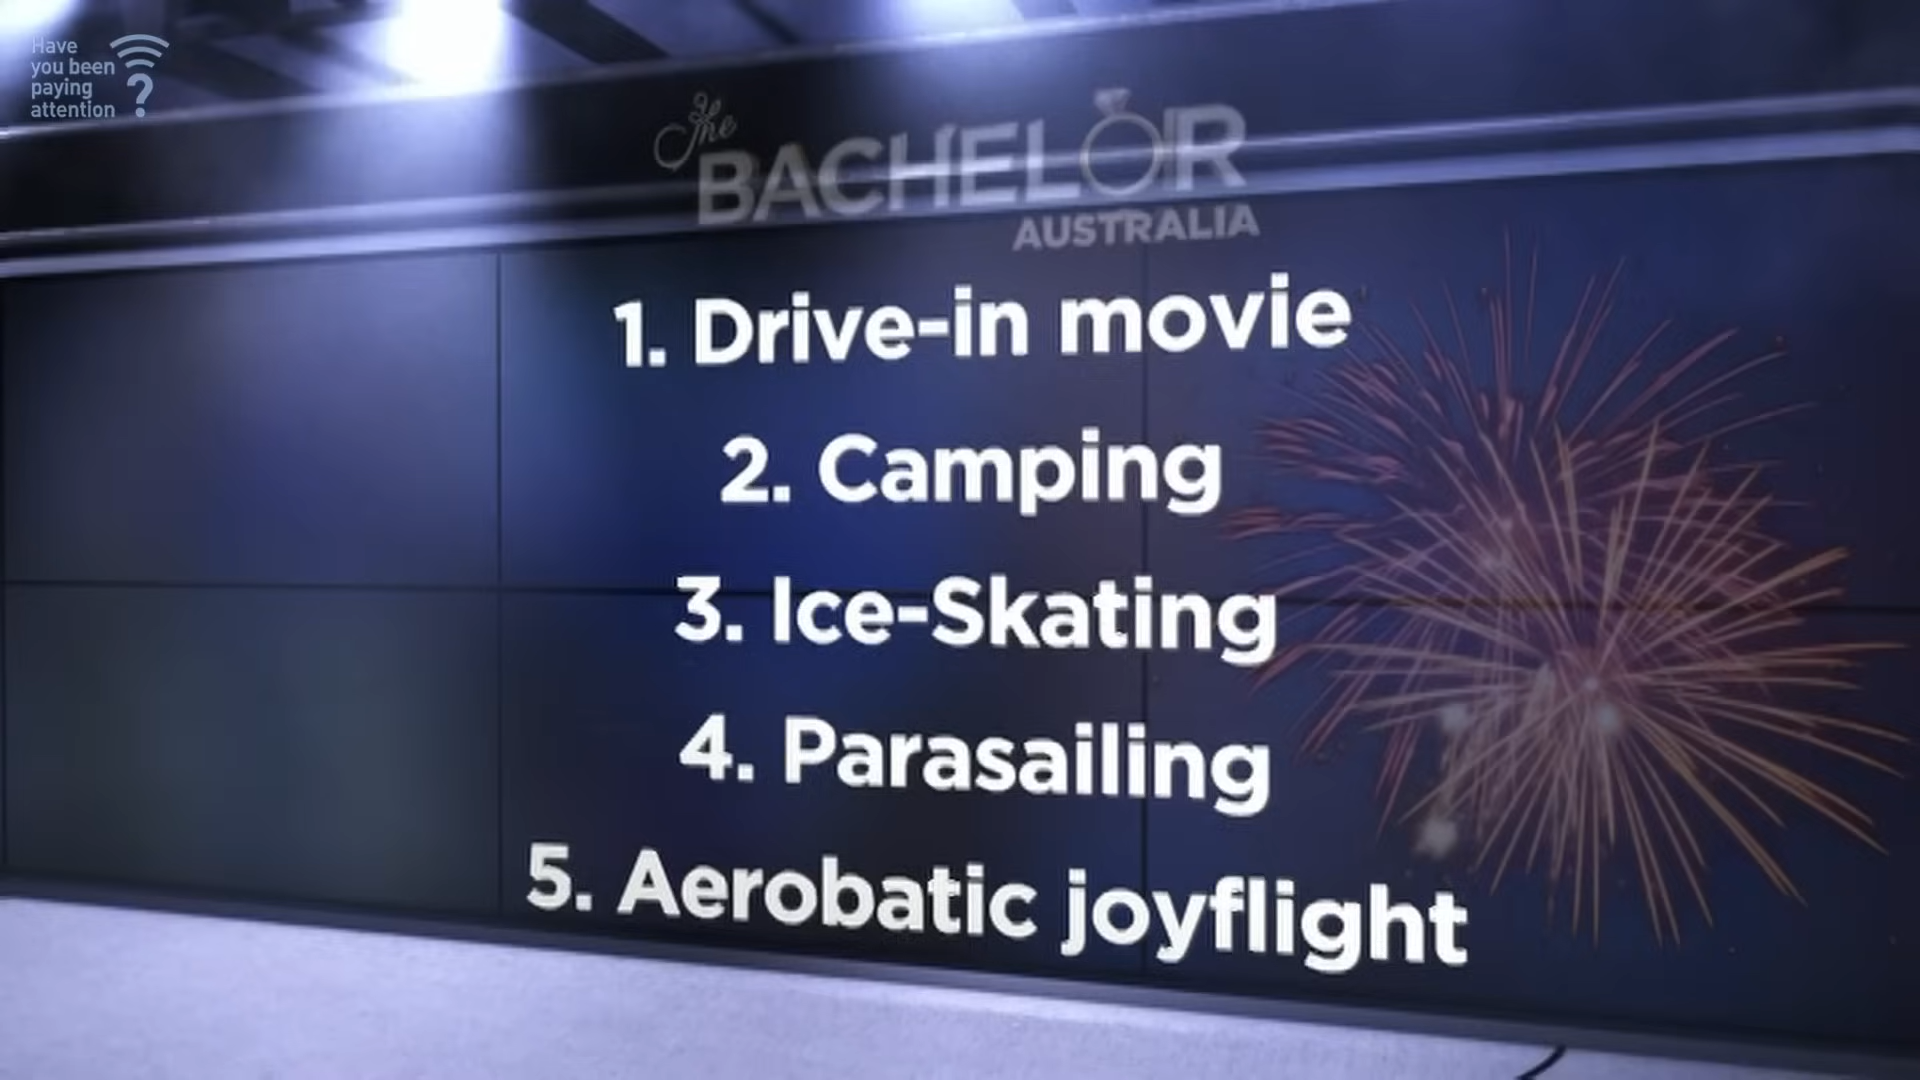 Have
you been
paying
attention
?
The
BACHELOR
AUSTRALIA
1. Drive-in movie
2. Camping
3. Ice-Skating
4. Parasailing
5. Aerobatic joyflight